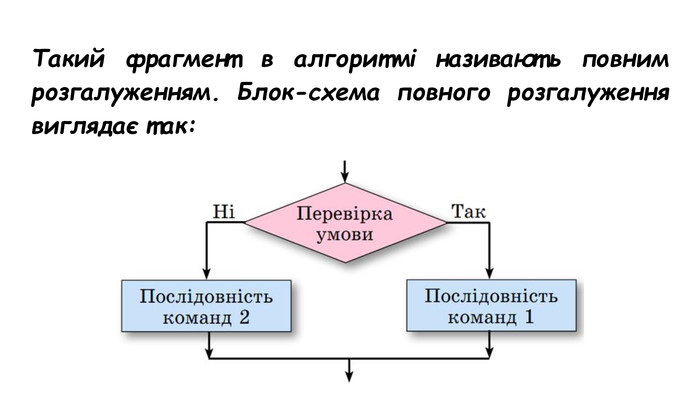 Такий фрагмент в алгоритмі називають повним
розгалуженням. Блок-схема повного розгалуження
виглядає так:
Ні
Перевірка
умови
Так
Послідовність
команд 2
Послідовність
команд 1